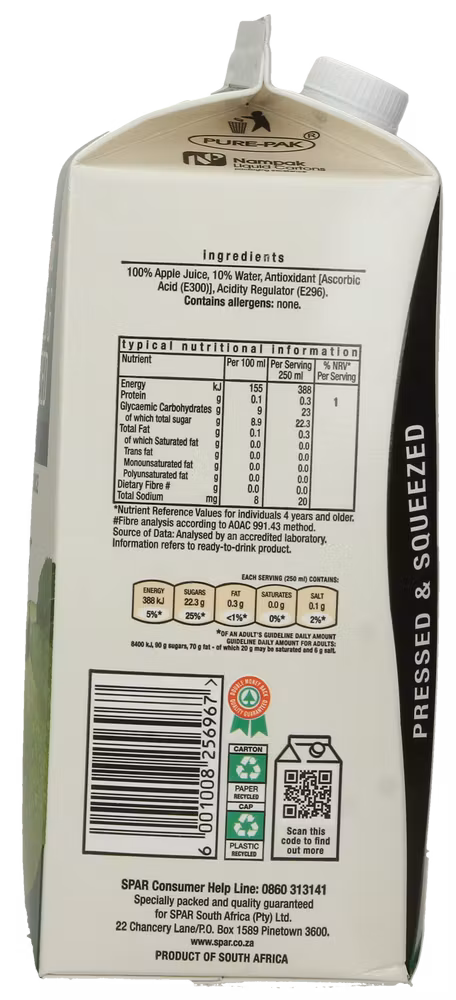 PURE-PAK®
Nampak
Liquid Cartons
ingredients
100% Apple Juice, 10% Water, Antioxidant [Ascorbic
Acid (E300)], Acidity Regulator (E296).
Contains allergens: none.
typical nutritional information
Nutrient Per 100 ml Per Serving 250 ml % NRV* Per Serving
Energy kJ 155 388
Protein g 0.1 0.3 1
Glycaemic Carbohydrates g 9 23
of which total sugar g 8.9 22.3
Total Fat g 0.1 0.3
of which Saturated fat g 0.0 0.0
Trans fat g 0.0 0.0
Monounsaturated fat g 0.0 0.0
Polyunsaturated fat g 0.0 0.0
Dietary Fibre # g 0.0 0.0
Total Sodium mg 8 20
*Nutrient Reference Values for individuals 4 years and older.
#Fibre analysis according to AOAC 991.43 method.
Source of Data: Analysed by an accredited laboratory.
Information refers to ready-to-drink product.
EACH SERVING (250 ml) CONTAINS:
ENERGY SUGARS FAT SATURATES SALT
388 kJ 22.3 g 0.3 g 0.0 g 0.1 g
5%* 25%* <1%* 0%* 2%*
*OF AN ADULT'S GUIDELINE DAILY AMOUNT
GUIDELINE DAILY AMOUNT FOR ADULTS:
8400 kJ, 90 g sugars, 70 g fat - of which 20 g may be saturated and 6 g salt.
6 001008 256967 >
DOUBLE MONEY BACK
QUALITY GUARANTEE
CARTON
PAPER
RECYCLED
CAP
PLASTIC
RECYCLED
Scan this
code to find
out more
SPAR Consumer Help Line: 0860 313141
Specially packed and quality guaranteed
for SPAR South Africa (Pty) Ltd.
22 Chancery Lane/P.O. Box 1589 Pinetown 3600.
www.spar.co.za
PRODUCT OF SOUTH AFRICA
PRESSED & SQUEEZED